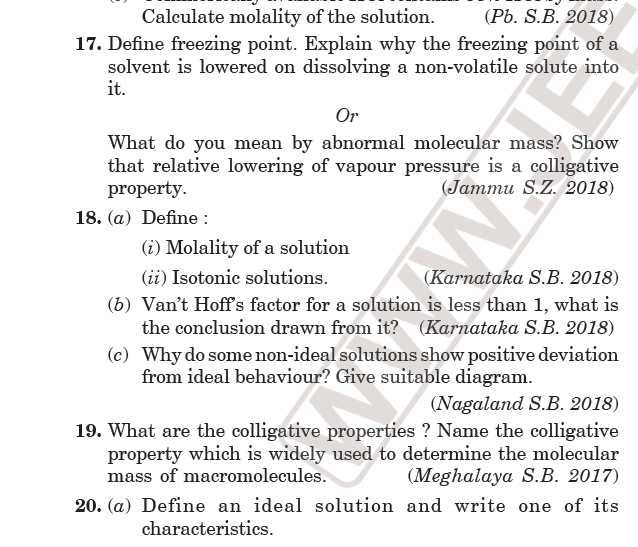 Calculate molality of the solution. (Pb. S.B. 2018)
17. Define freezing point. Explain why the freezing point of a
solvent is lowered on dissolving a non-volatile solute into
it.
Or
What do you mean by abnormal molecular mass? Show
that relative lowering of vapour pressure is a colligative
property. (Jammu S.Z. 2018)
18. (a) Define :
(i) Molality of a solution
(ii) Isotonic solutions. (Karnataka S.B. 2018)
(b) Van't Hoff's factor for a solution is less than 1, what is
the conclusion drawn from it? (Karnataka S.B. 2018)
(c) Why do some non-ideal solutions show positive deviation
from ideal behaviour? Give suitable diagram.
(Nagaland S.B. 2018)
19. What are the colligative properties ? Name the colligative
property which is widely used to determine the molecular
mass of macromolecules. (Meghalaya S.B. 2017)
20. (a) Define an ideal solution and write one of its
characteristics.
WWW.JEE